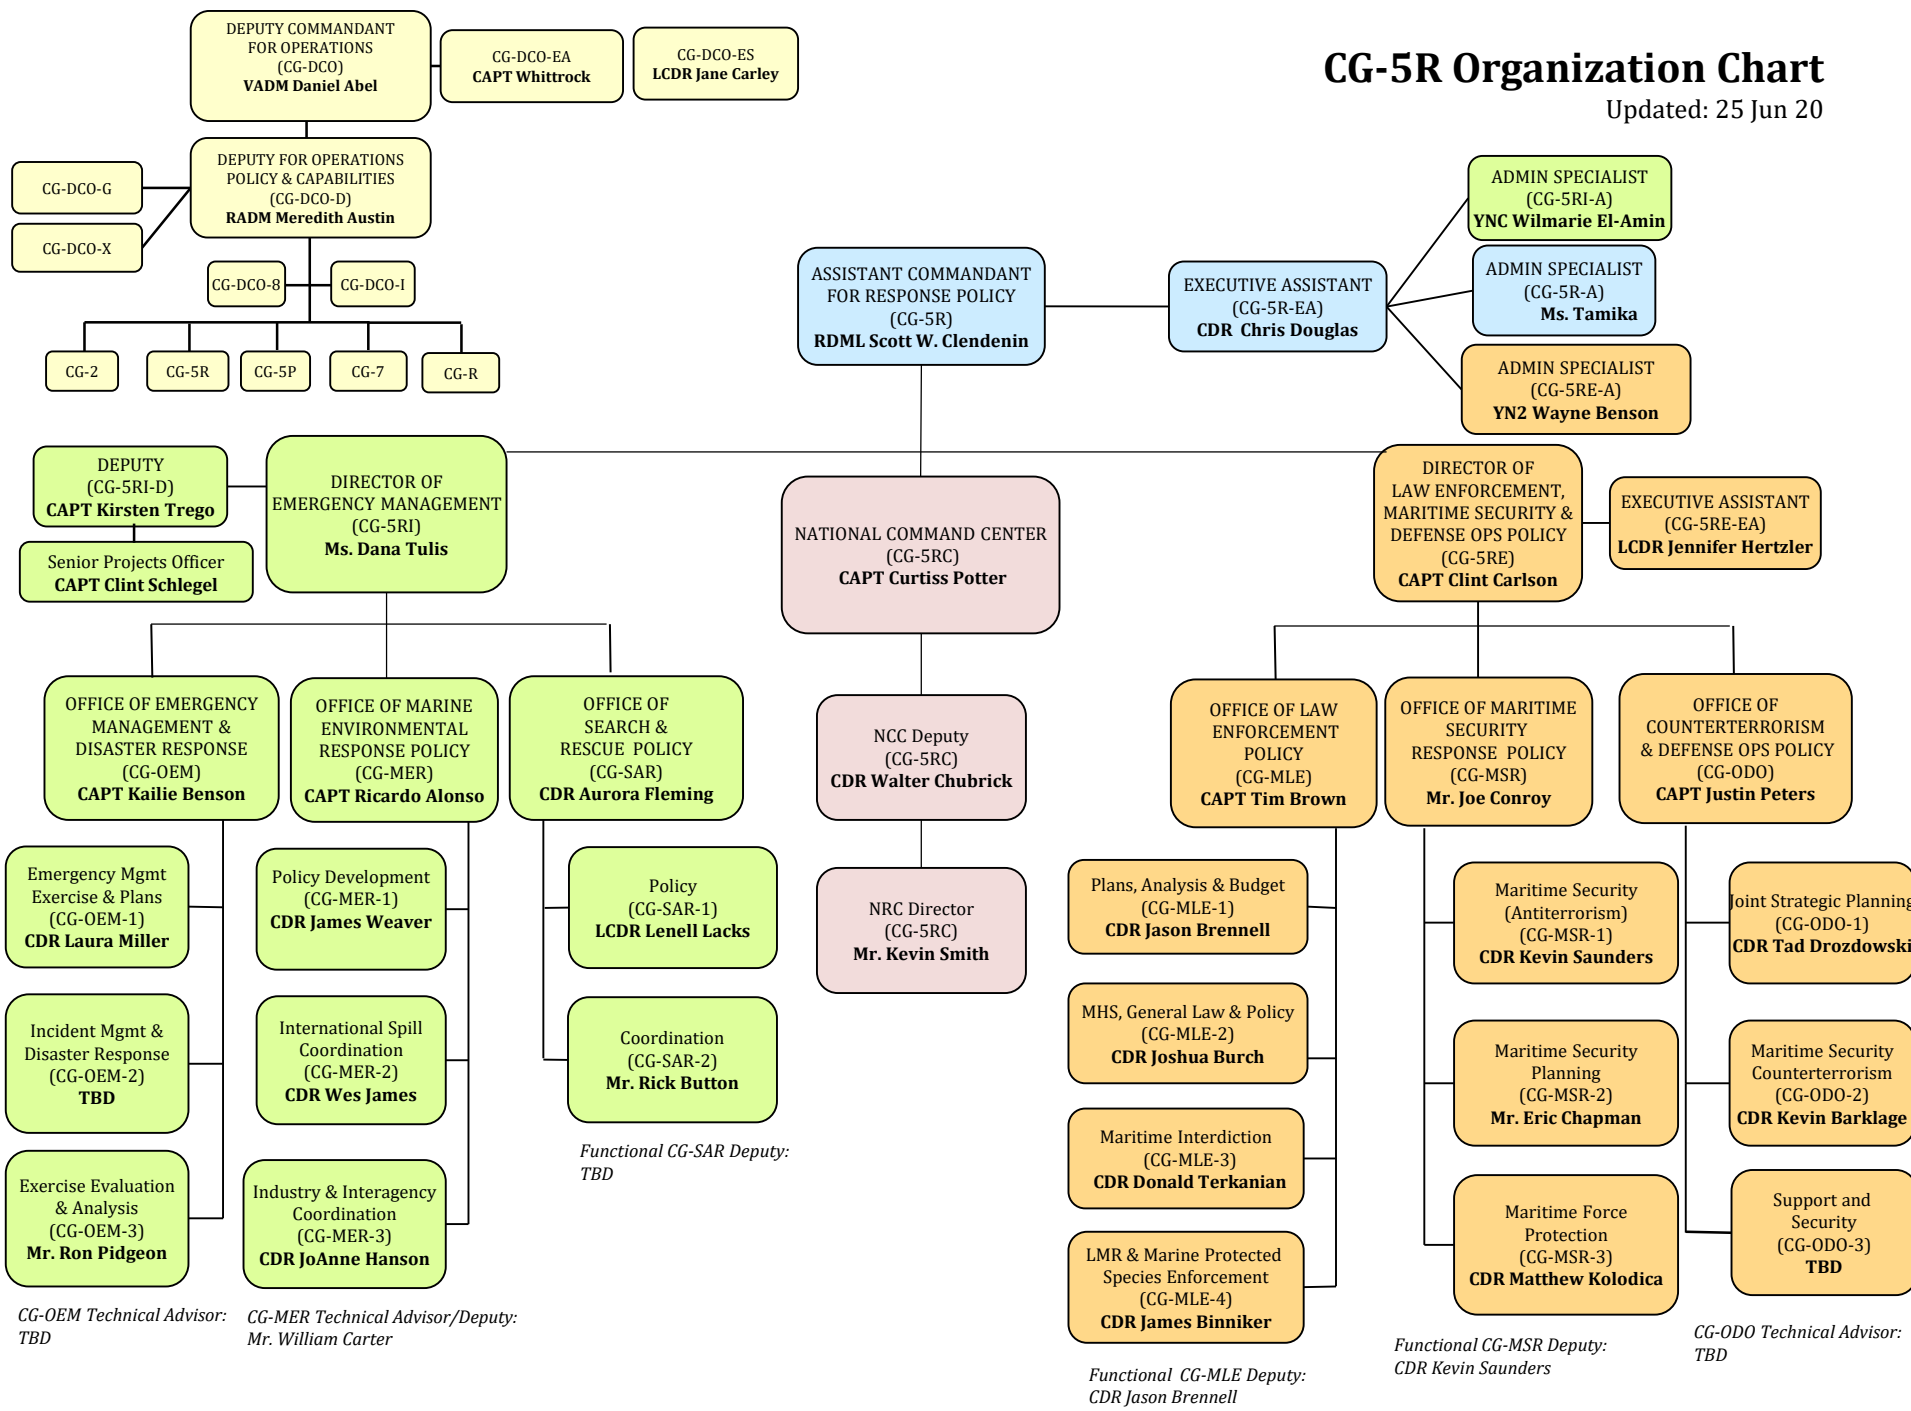 CG-5R Organization Chart
Updated: 25 Jun 20
DEPUTY COMMANDANT
FOR OPERATIONS
(CG-DCO)
VADM Daniel Abel
CG-DCO-EA
CAPT Whittrock
CG-DCO-ES
LCDR Jane Carley
DEPUTY FOR OPERATIONS
POLICY & CAPABILITIES
(CG-DCO-D)
RADM Meredith Austin
CG-DCO-G
CG-DCO-X
CG-DCO-8
CG-DCO-I
CG-2
CG-5R
CG-5P
CG-7
CG-R
ASSISTANT COMMANDANT
FOR RESPONSE POLICY
(CG-5R)
RDML Scott W. Clendenin
EXECUTIVE ASSISTANT
(CG-5R-EA)
CDR Chris Douglas
ADMIN SPECIALIST
(CG-5RI-A)
YNC Wilmarie El-Amin
ADMIN SPECIALIST
(CG-5R-A)
Ms. Tamika
ADMIN SPECIALIST
(CG-5RE-A)
YN2 Wayne Benson
DEPUTY
(CG-5RI-D)
CAPT Kirsten Trego
Senior Projects Officer
CAPT Clint Schlegel
DIRECTOR OF
EMERGENCY MANAGEMENT
(CG-5RI)
Ms. Dana Tulis
NATIONAL COMMAND CENTER
(CG-5RC)
CAPT Curtiss Potter
DIRECTOR OF
LAW ENFORCEMENT,
MARITIME SECURITY &
DEFENSE OPS POLICY
(CG-5RE)
CAPT Clint Carlson
EXECUTIVE ASSISTANT
(CG-5RE-EA)
LCDR Jennifer Hertzler
OFFICE OF EMERGENCY
MANAGEMENT &
DISASTER RESPONSE
(CG-OEM)
CAPT Kailie Benson
OFFICE OF MARINE
ENVIRONMENTAL
RESPONSE POLICY
(CG-MER)
CAPT Ricardo Alonso
OFFICE OF
SEARCH &
RESCUE POLICY
(CG-SAR)
CDR Aurora Fleming
NCC Deputy
(CG-5RC)
CDR Walter Chubrick
NRC Director
(CG-5RC)
Mr. Kevin Smith
OFFICE OF LAW
ENFORCEMENT
POLICY
(CG-MLE)
CAPT Tim Brown
OFFICE OF MARITIME
SECURITY
RESPONSE POLICY
(CG-MSR)
Mr. Joe Conroy
OFFICE OF
COUNTERTERRORISM
& DEFENSE OPS POLICY
(CG-ODO)
CAPT Justin Peters
Emergency Mgmt
Exercise & Plans
(CG-OEM-1)
CDR Laura Miller
Incident Mgmt &
Disaster Response
(CG-OEM-2)
TBD
Exercise Evaluation
& Analysis
(CG-OEM-3)
Mr. Ron Pidgeon
CG-OEM Technical Advisor:
TBD
Policy Development
(CG-MER-1)
CDR James Weaver
International Spill
Coordination
(CG-MER-2)
CDR Wes James
Industry & Interagency
Coordination
(CG-MER-3)
CDR JoAnne Hanson
CG-MER Technical Advisor/Deputy:
Mr. William Carter
Policy
(CG-SAR-1)
LCDR Lenell Lacks
Coordination
(CG-SAR-2)
Mr. Rick Button
Functional CG-SAR Deputy:
TBD
Plans, Analysis & Budget
(CG-MLE-1)
CDR Jason Brennell
MHS, General Law & Policy
(CG-MLE-2)
CDR Joshua Burch
Maritime Interdiction
(CG-MLE-3)
CDR Donald Terkanian
LMR & Marine Protected
Species Enforcement
(CG-MLE-4)
CDR James Binniker
Functional CG-MLE Deputy:
CDR Jason Brennell
Maritime Security
(Antiterrorism)
(CG-MSR-1)
CDR Kevin Saunders
Maritime Security
Planning
(CG-MSR-2)
Mr. Eric Chapman
Maritime Force
Protection
(CG-MSR-3)
CDR Matthew Kolodica
Functional CG-MSR Deputy:
CDR Kevin Saunders
Joint Strategic Planning
(CG-ODO-1)
CDR Tad Drozdowski
Maritime Security
Counterterrorism
(CG-ODO-2)
CDR Kevin Barklage
Support and
Security
(CG-ODO-3)
TBD
CG-ODO Technical Advisor:
TBD